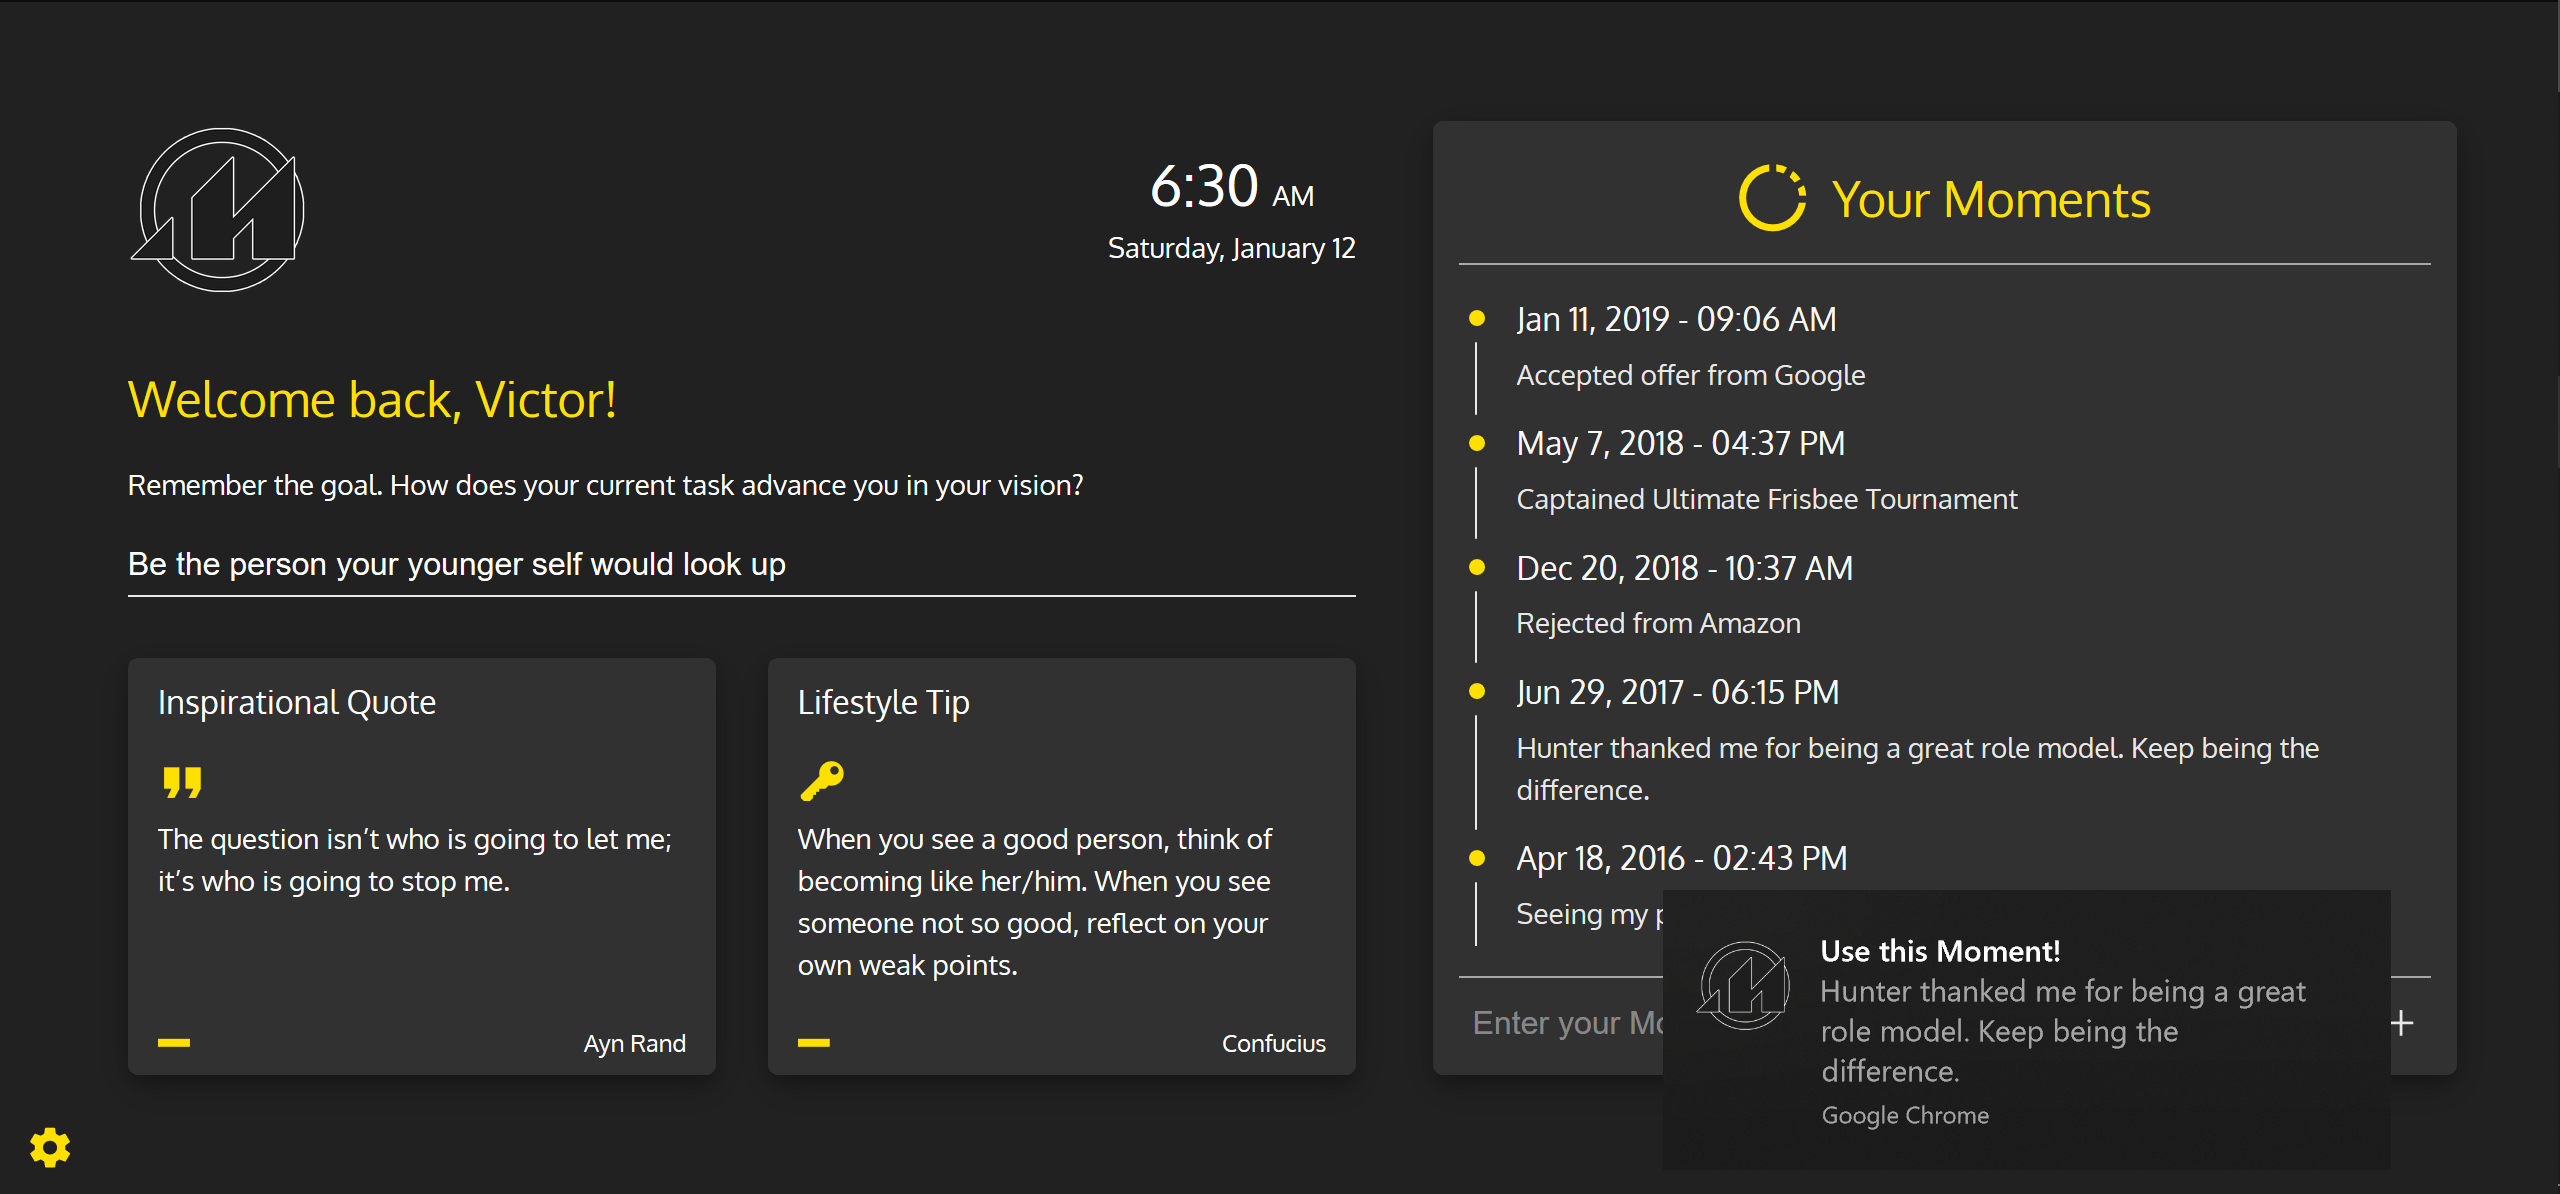 6:30 AM
Saturday, January 12
Welcome back, Victor!
Remember the goal. How does your current task advance you in your vision?
Be the person your younger self would look up
Inspirational Quote
The question isn’t who is going to let me;
it’s who is going to stop me.
Ayn Rand
Lifestyle Tip
When you see a good person, think of
becoming like her/him. When you see
someone not so good, reflect on your
own weak points.
Confucius
Your Moments
Jan 11, 2019 - 09:06 AM
Accepted offer from Google
May 7, 2018 - 04:37 PM
Captained Ultimate Frisbee Tournament
Dec 20, 2018 - 10:37 AM
Rejected from Amazon
Jun 29, 2017 - 06:15 PM
Hunter thanked me for being a great role model. Keep being the
difference.
Apr 18, 2016 - 02:43 PM
Seeing my
Enter your
Use this Moment!
Hunter thanked me for being a great
role model. Keep being the
difference.
Google Chrome